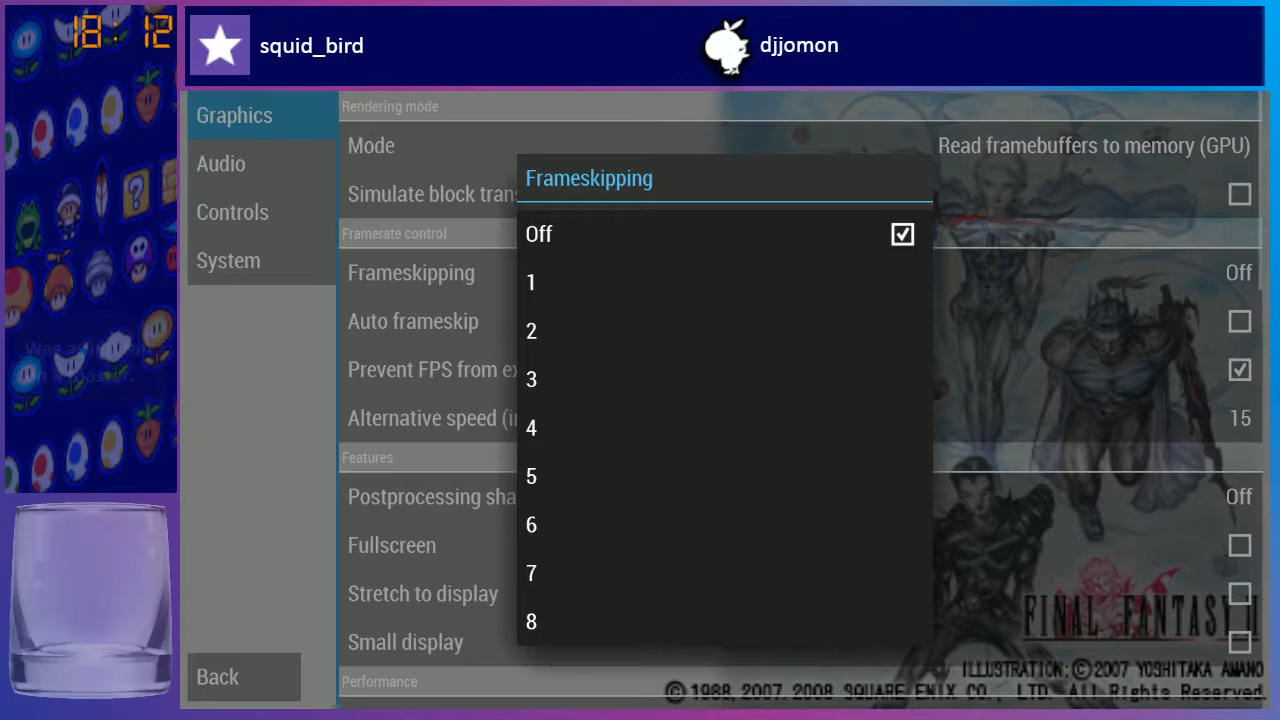 18:12
squid_bird
djjomon
Graphics
Audio
Controls
System
Back
Rendering mode
Mode
Read framebuffers to memory (GPU)
Simulate block trans
Framerate control
Frameskipping
Off
Auto frameskip
Prevent FPS from ex
Alternative speed (in
15
Features
Postprocessing sha
Off
Fullscreen
Stretch to display
Small display
Performance
Frameskipping
Off
1
2
3
4
5
6
7
8
FINAL FANTASY II
ILLUSTRATION:© 2007 YOSHITAKA AMANO
© 1988, 2007, 2008 SQUARE ENIX CO., LTD. All Rights Reserved.